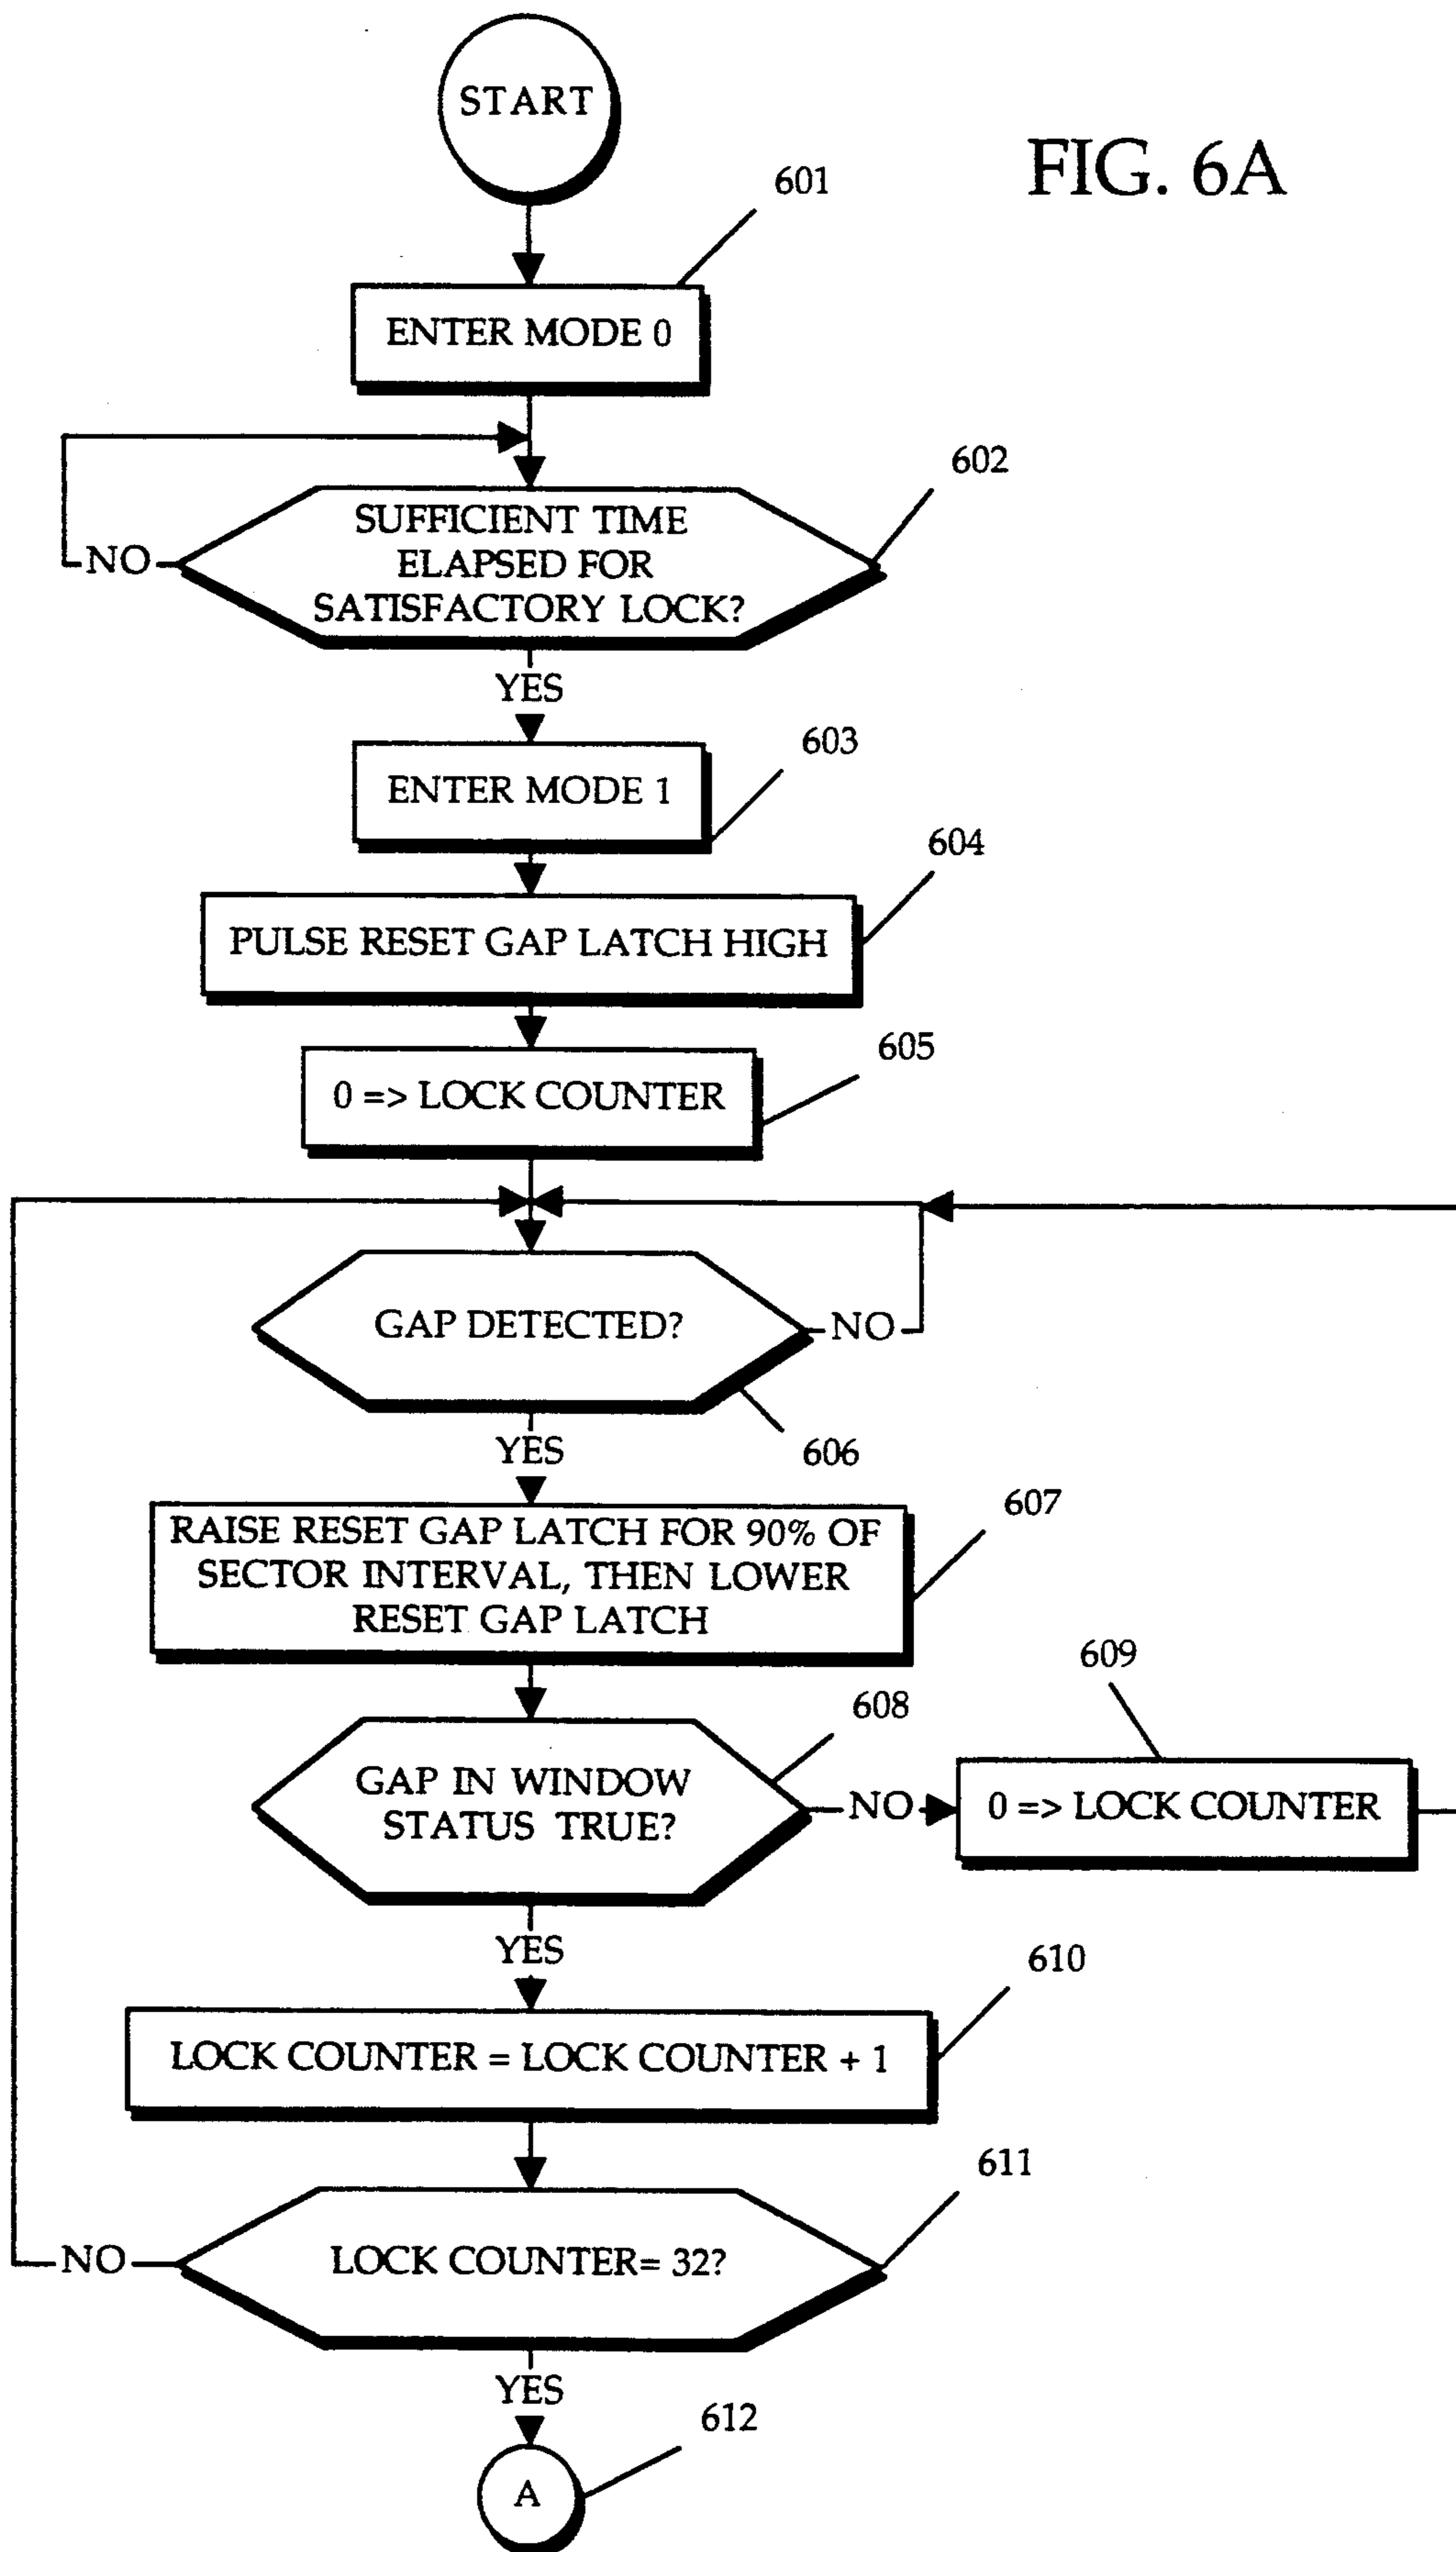 START
FIG. 6A
601
ENTER MODE 0
602
SUFFICIENT TIME
ELAPSED FOR
SATISFACTORY LOCK?
NO
YES
603
ENTER MODE 1
604
PULSE RESET GAP LATCH HIGH
605
0 => LOCK COUNTER
GAP DETECTED?
NO
606
YES
607
RAISE RESET GAP LATCH FOR 90% OF
SECTOR INTERVAL, THEN LOWER
RESET GAP LATCH
608
609
GAP IN WINDOW
STATUS TRUE?
NO
0 => LOCK COUNTER
YES
610
LOCK COUNTER = LOCK COUNTER + 1
611
LOCK COUNTER= 32?
NO
YES
612
A